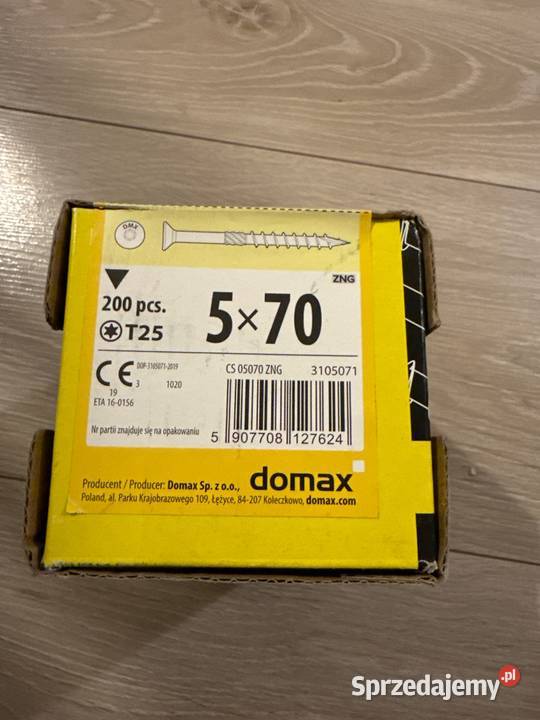 DMX
ZNG
200 pcs.
5×70
T25
CE
DOP-3105071-2019
3 1020
19
ETA 16-0156
CS 05070 ZNG 3105071
Nr partii znajduje się na opakowaniu
5 907708 127624
domax
Producent / Producer: Domax Sp. z o.o.,
Poland, al. Parku Krajobrazowego 109, Łężyce, 84-207 Koleczkowo, domax.com
Sprzedajemy.pl